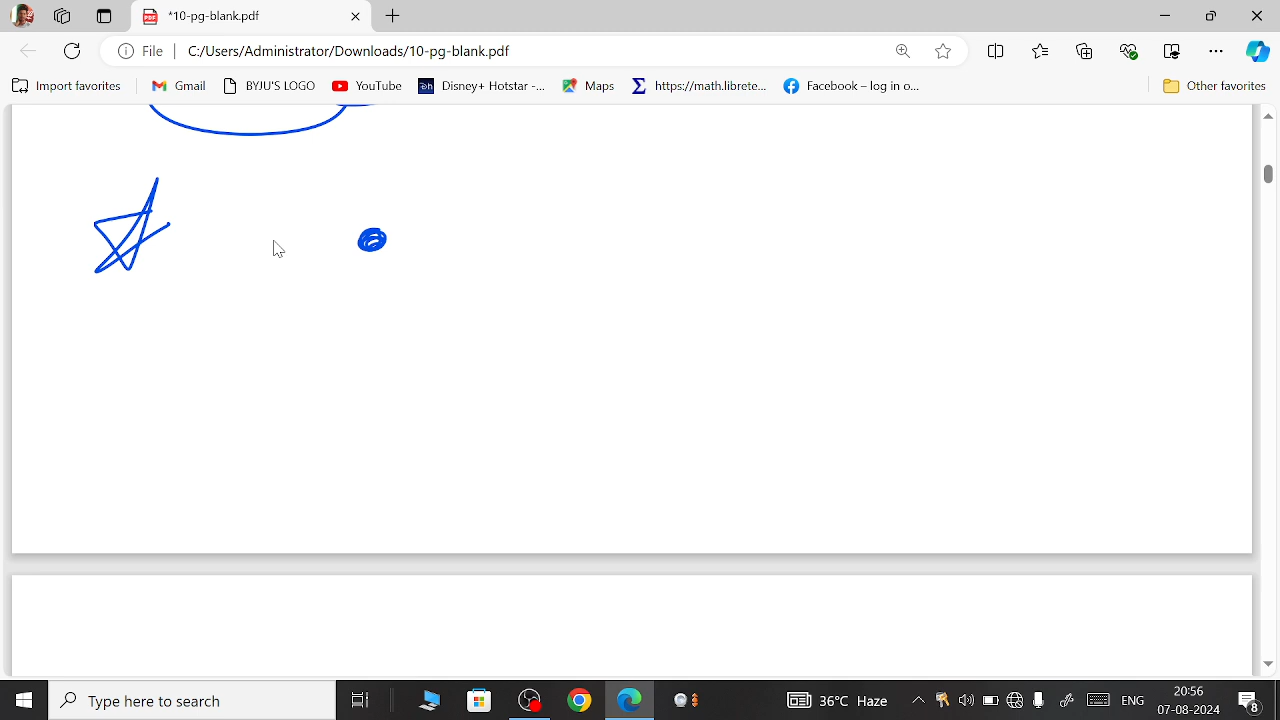 *10-pg-blank.pdf
File
C:/Users/Administrator/Downloads/10-pg-blank.pdf
Import favorites
Gmail
BYJU'S LOGO
YouTube
Disney+ Hotstar -...
Maps
https://math.librete...
Facebook – log in o...
Other favorites
Type here to search
36°C Haze
ENG
20:56
07-08-2024
8